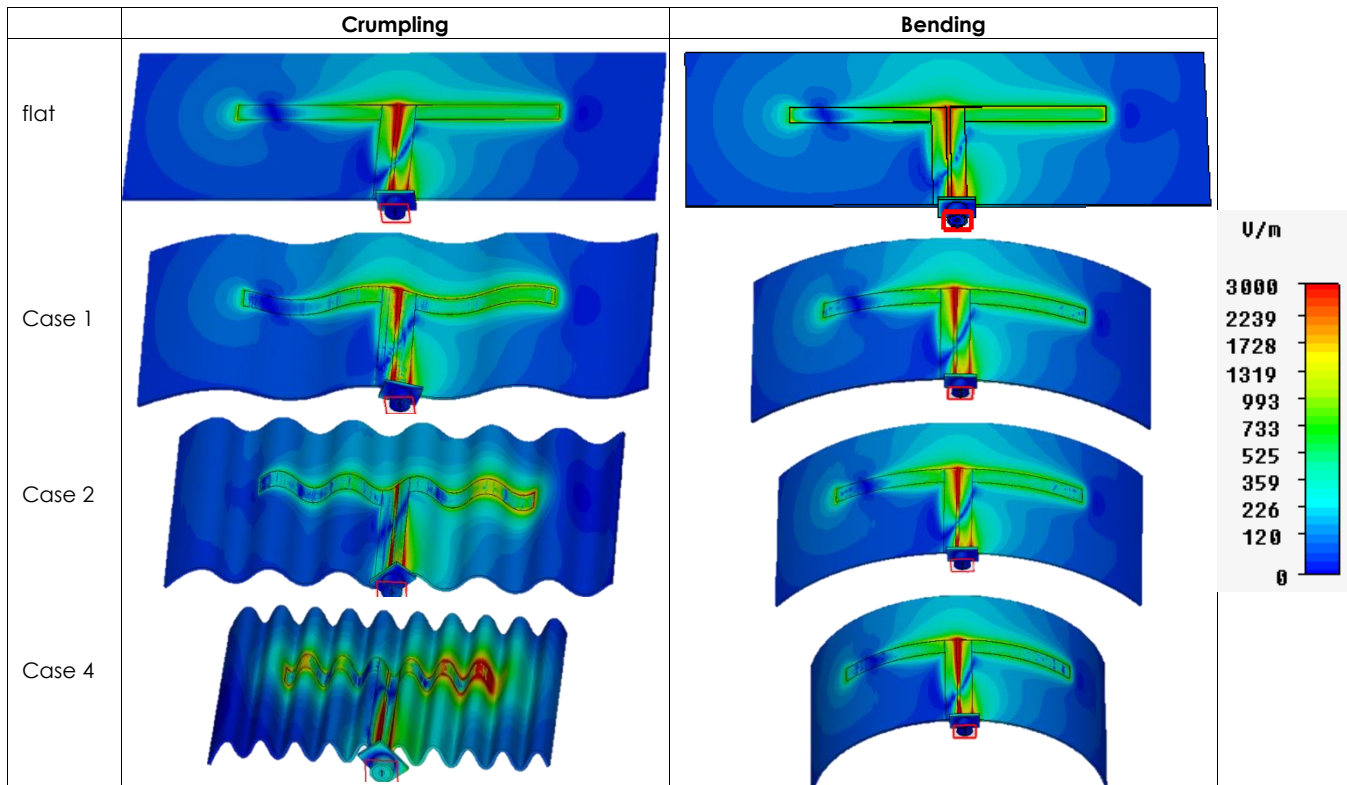 Crumpling
Bending
flat
Case 1
Case 2
Case 4
V/m
3000
2239
1728
1319
993
733
525
359
226
120
0